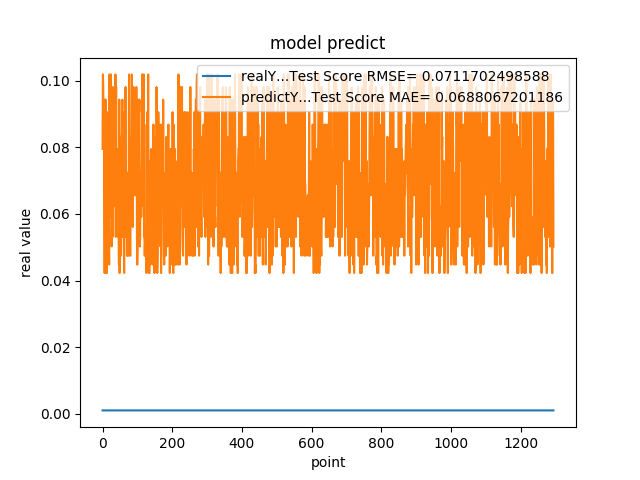 model predict
realY...Test Score RMSE= 0.0711702498588
predictY...Test Score MAE= 0.0688067201186
0.10
0.08
0.06
0.04
0.02
0.00
real value
0 200 400 600 800 1000 1200
point